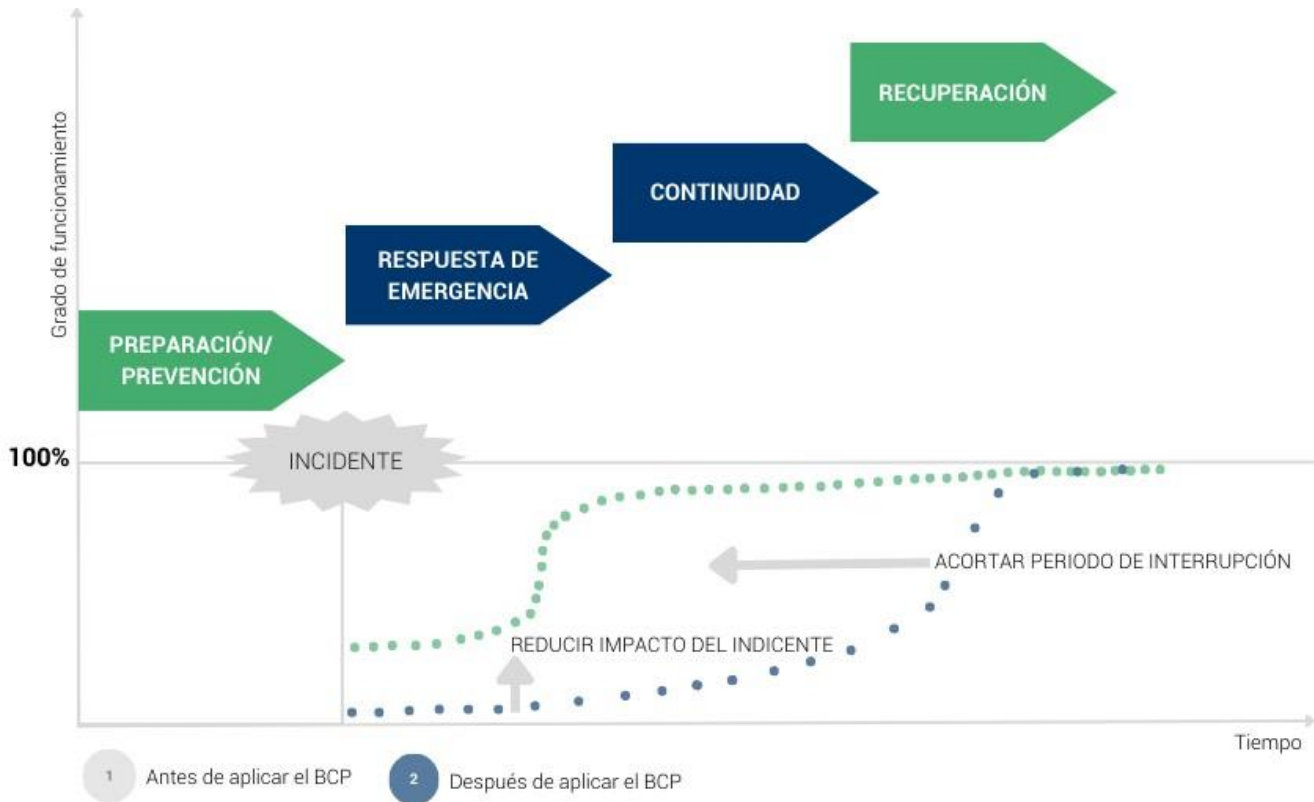 Grado de funcionamiento
RECUPERACIÓN
CONTINUIDAD
RESPUESTA DE
EMERGENCIA
PREPARACIÓN/
PREVENCIÓN
100%
INCIDENTE
ACORTAR PERIODO DE INTERRUPCIÓN
REDUCIR IMPACTO DEL INDICENTE
Tiempo
1 Antes de aplicar el BCP
2 Después de aplicar el BCP